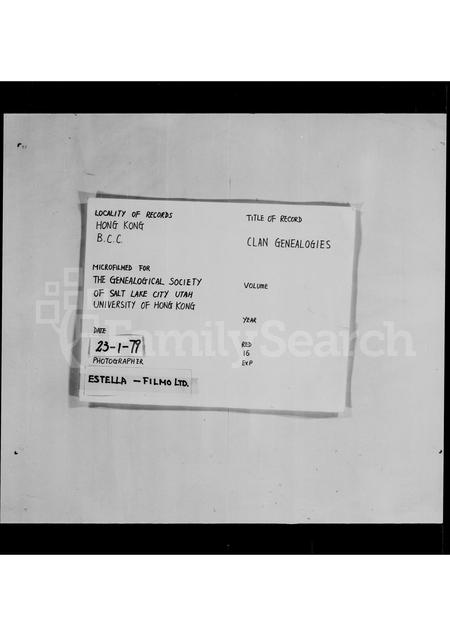 LOCALITY OF RECORDS
HONG KONG
B.C.C.
MICROFILMED FOR
THE GENEALOGICAL SOCIETY
OF SALT LAKE CITY UTAH
UNIVERSITY OF HONG KONG
DATE
23-1-79
PHOTOGRAPHER
ESTELLA — FILMO LTD.
TITLE OF RECORD
CLAN GENEALOGIES
VOLUME
YEAR
RED
16
EXP
FamilySearch